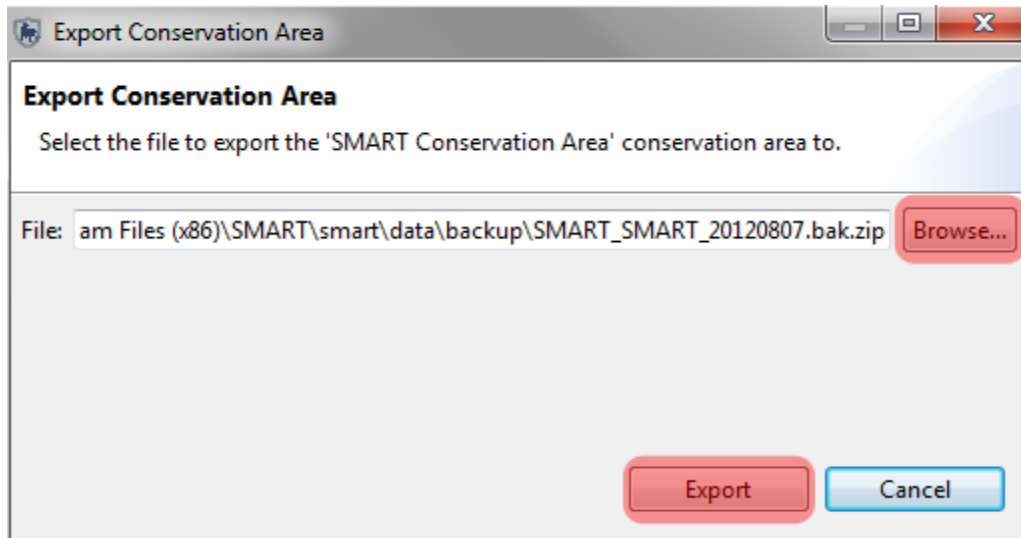 Export Conservation Area
Export Conservation Area
Select the file to export the 'SMART Conservation Area' conservation area to.
File: am Files (x86)\SMART\smart\data\backup\SMART_SMART_20120807.bak.zip Browse...
Export Cancel